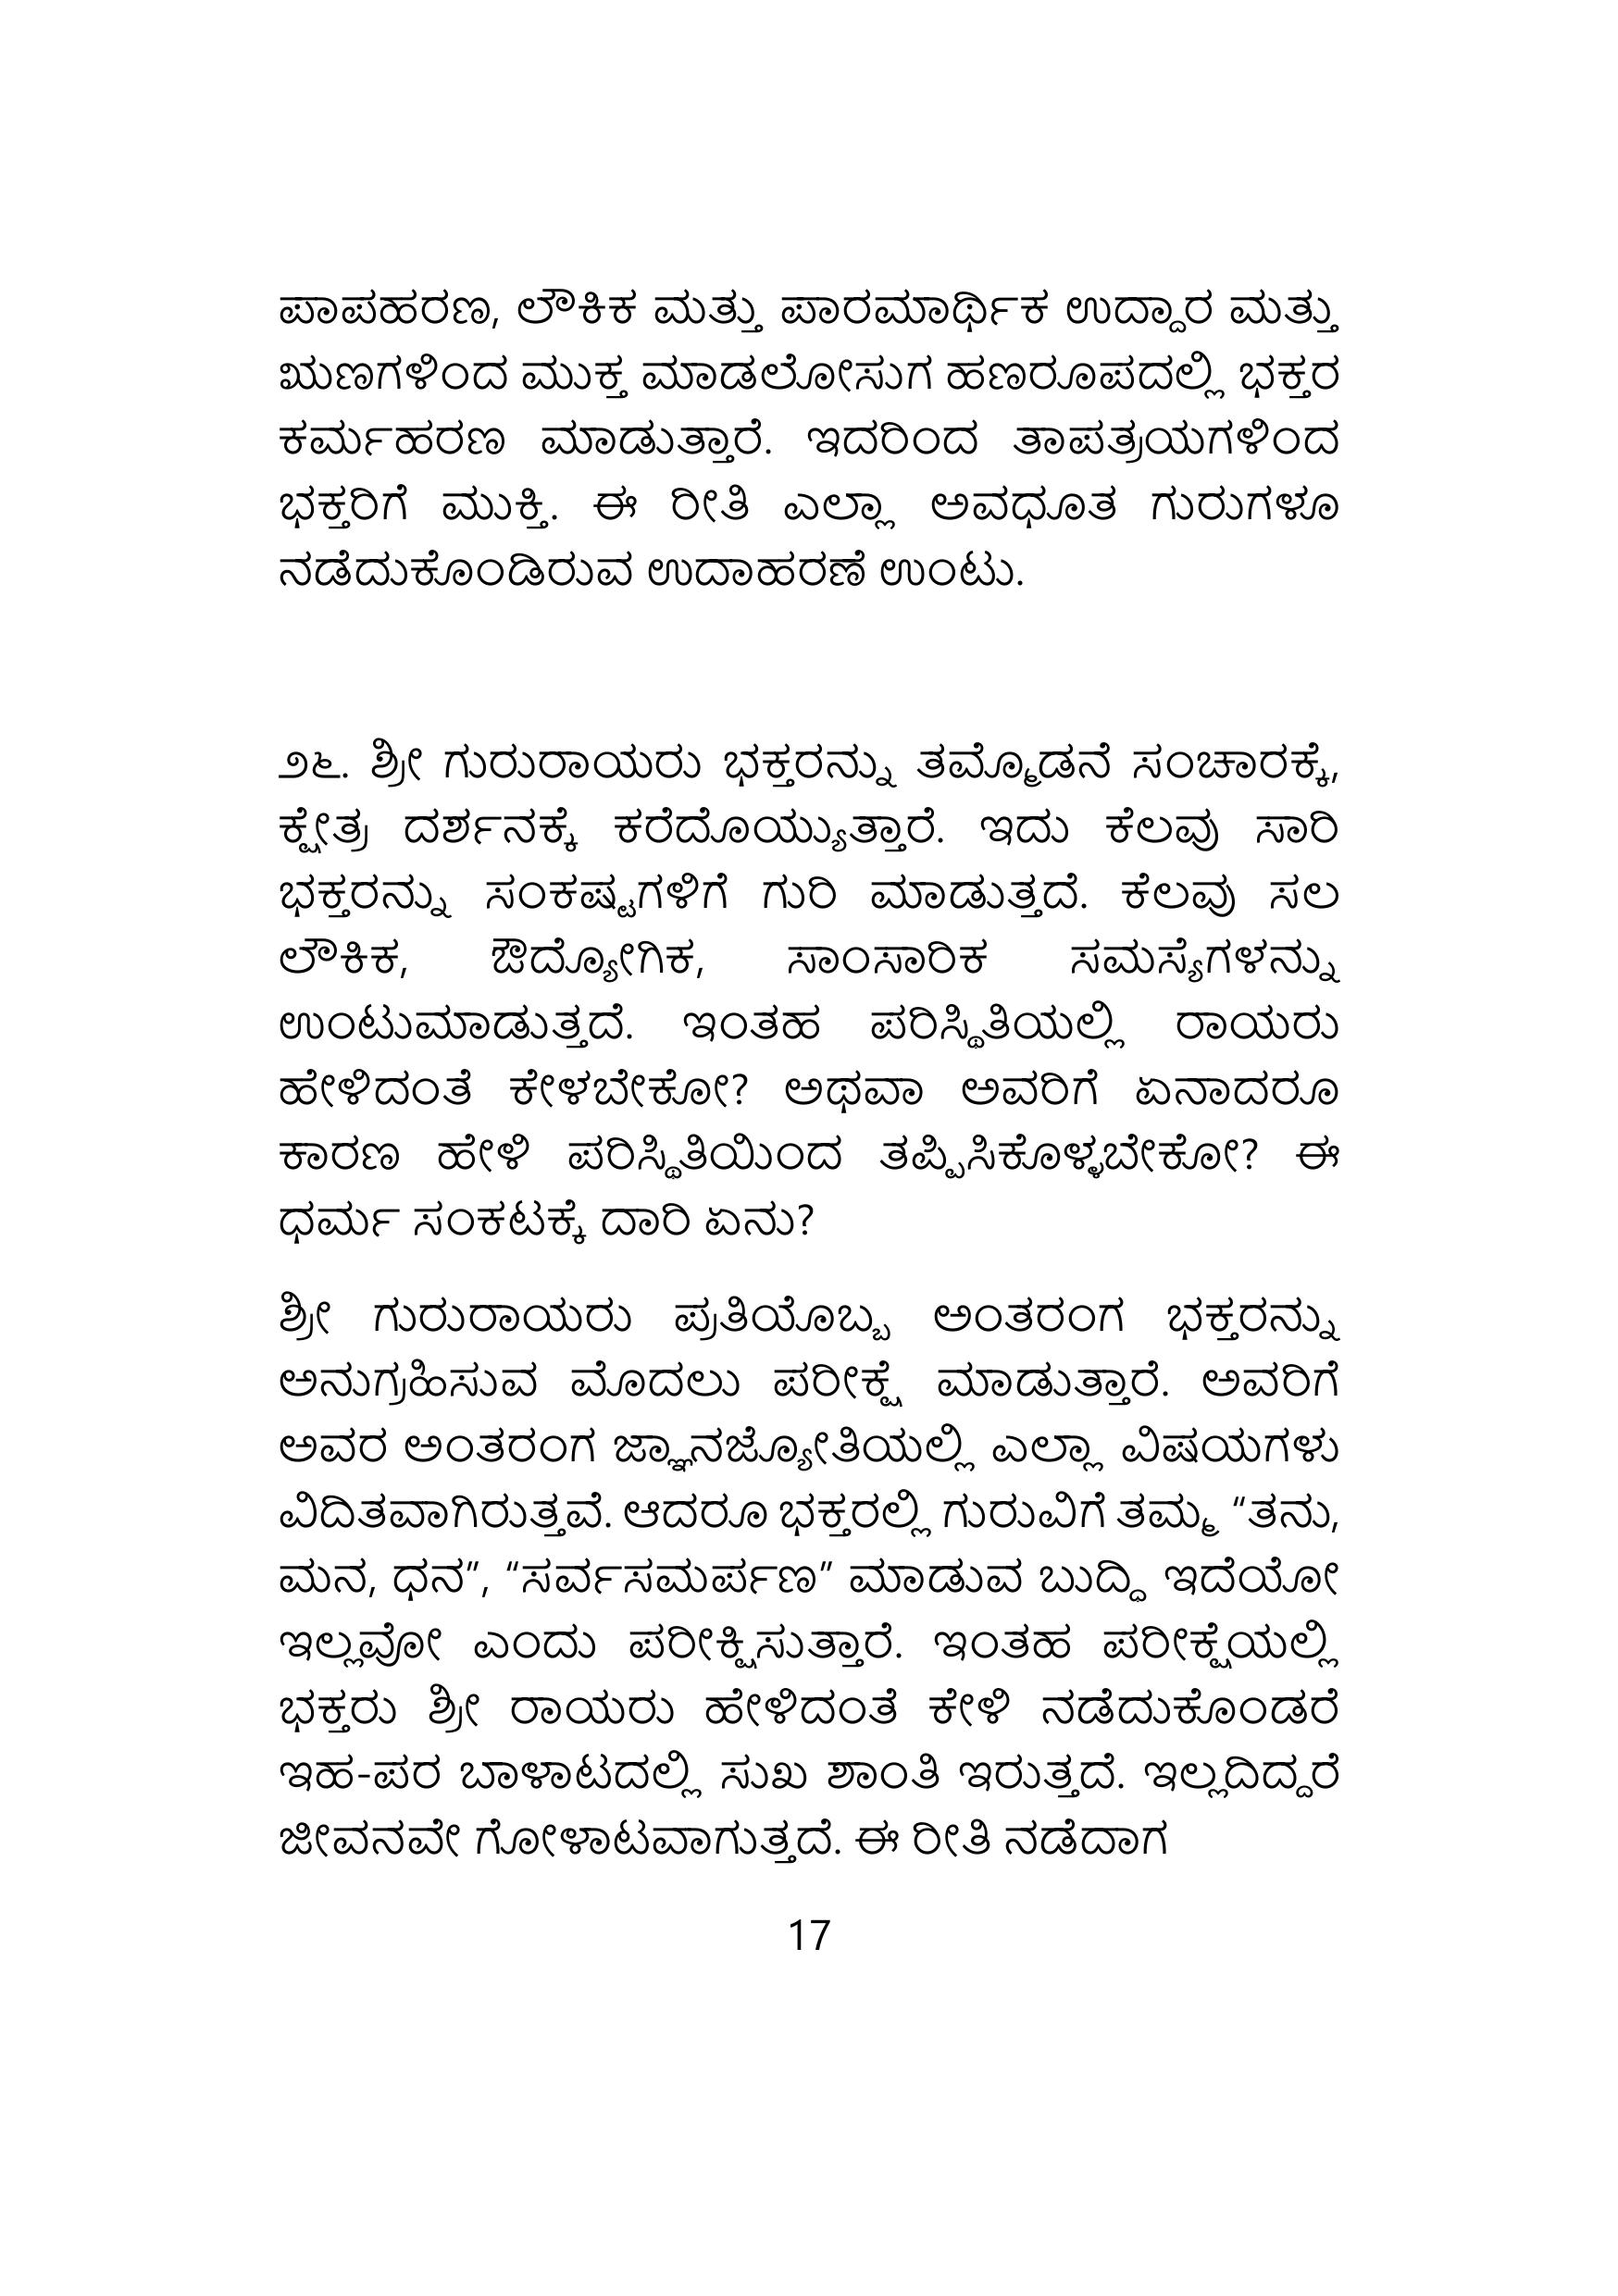 ಪಾಪಹರಣ, ಲೌಕಿಕ ಮತ್ತು ಪಾರಮಾರ್ಥಿಕ ಉದ್ದಾರ ಮತ್ತು
ಋಣಗಳಿಂದ ಮುಕ್ತ ಮಾಡಲೋಸುಗ ಹಣರೂಪದಲ್ಲಿ ಭಕ್ತರ
ಕರ್ಮಹರಣ ಮಾಡುತ್ತಾರೆ. ಇದರಿಂದ ತಾಪತ್ರಯಗಳಿಂದ
ಭಕ್ತರಿಗೆ ಮುಕ್ತಿ. ಈ ರೀತಿ ಎಲ್ಲಾ ಅವಧೂತ ಗುರುಗಳೂ
ನಡೆದುಕೊಂಡಿರುವ ಉದಾಹರಣೆ ಉಂಟು.
೨೬. ಶ್ರೀ ಗುರುರಾಯರು ಭಕ್ತರನ್ನು ತಮ್ಮೊಡನೆ ಸಂಚಾರಕ್ಕೆ,
ಕ್ಷೇತ್ರ ದರ್ಶನಕ್ಕೆ ಕರೆದೊಯ್ಯುತ್ತಾರೆ. ಇದು ಕೆಲವು ಸಾರಿ
ಭಕ್ತರನ್ನು ಸಂಕಷ್ಟಗಳಿಗೆ ಗುರಿ ಮಾಡುತ್ತದೆ. ಕೆಲವು ಸಲ
ಲೌಕಿಕ, ಔದ್ಯೋಗಿಕ, ಸಾಂಸಾರಿಕ ಸಮಸ್ಯೆಗಳನ್ನು
ಉಂಟುಮಾಡುತ್ತದೆ. ಇಂತಹ ಪರಿಸ್ಥಿತಿಯಲ್ಲಿ ರಾಯರು
ಹೇಳಿದಂತೆ ಕೇಳಬೇಕೋ? ಅಥವಾ ಅವರಿಗೆ ಏನಾದರೂ
ಕಾರಣ ಹೇಳಿ ಪರಿಸ್ಥಿತಿಯಿಂದ ತಪ್ಪಿಸಿಕೊಳ್ಳಬೇಕೋ? ಈ
ಧರ್ಮ ಸಂಕಟಕ್ಕೆ ದಾರಿ ಏನು?
ಶ್ರೀ ಗುರುರಾಯರು ಪ್ರತಿಯೊಬ್ಬ ಅಂತರಂಗ ಭಕ್ತರನ್ನು
ಅನುಗ್ರಹಿಸುವ ಮೊದಲು ಪರೀಕ್ಷೆ ಮಾಡುತ್ತಾರೆ. ಅವರಿಗೆ
ಅವರ ಅಂತರಂಗ ಜ್ಞಾನಜ್ಯೋತಿಯಲ್ಲಿ ಎಲ್ಲಾ ವಿಷಯಗಳು
ವಿದಿತವಾಗಿರುತ್ತವೆ. ಆದರೂ ಭಕ್ತರಲ್ಲಿ ಗುರುವಿಗೆ ತಮ್ಮ “ತನು,
ಮನ, ಧನ”, “ಸರ್ವಸಮರ್ಪಣ” ಮಾಡುವ ಬುದ್ಧಿ ಇದೆಯೋ
ಇಲ್ಲವೋ ಎಂದು ಪರೀಕ್ಷಿಸುತ್ತಾರೆ. ಇಂತಹ ಪರೀಕ್ಷೆಯಲ್ಲಿ
ಭಕ್ತರು ಶ್ರೀ ರಾಯರು ಹೇಳಿದಂತೆ ಕೇಳಿ ನಡೆದುಕೊಂಡರೆ
ಇಹ-ಪರ ಬಾಳಾಟದಲ್ಲಿ ಸುಖ ಶಾಂತಿ ಇರುತ್ತದೆ. ಇಲ್ಲದಿದ್ದರೆ
ಜೀವನವೇ ಗೋಳಾಟವಾಗುತ್ತದೆ. ಈ ರೀತಿ ನಡೆದಾಗ
17